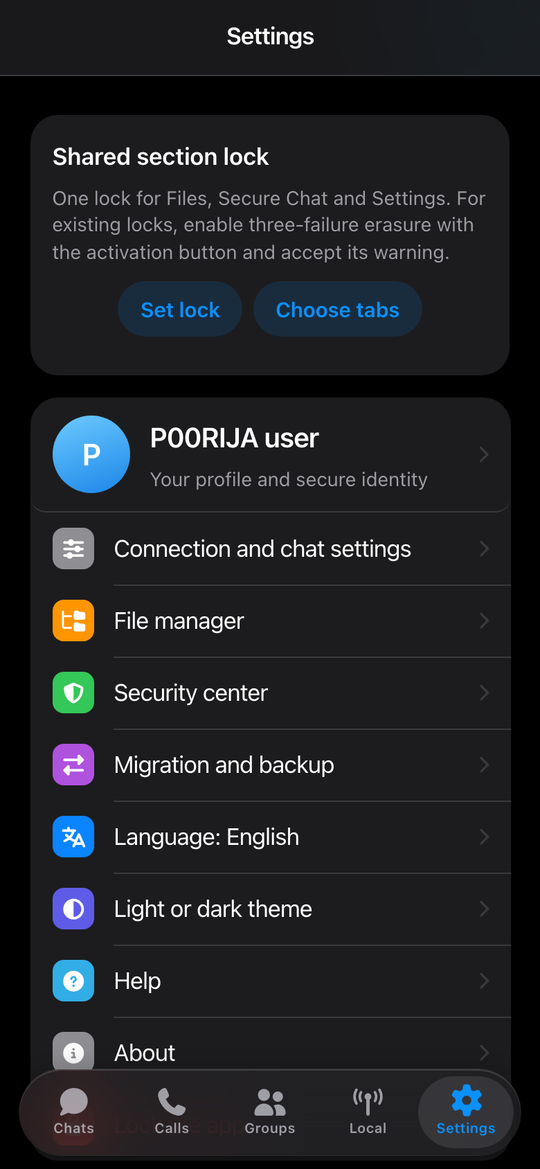 Settings
Shared section lock
One lock for Files, Secure Chat and Settings. For
existing locks, enable three-failure erasure with
the activation button and accept its warning.
Set lock
Choose tabs
P
P00RIJA user
Your profile and secure identity
Connection and chat settings
File manager
Security center
Migration and backup
Language: English
Light or dark theme
Help
About
Chats
Calls
Groups
Local
Settings